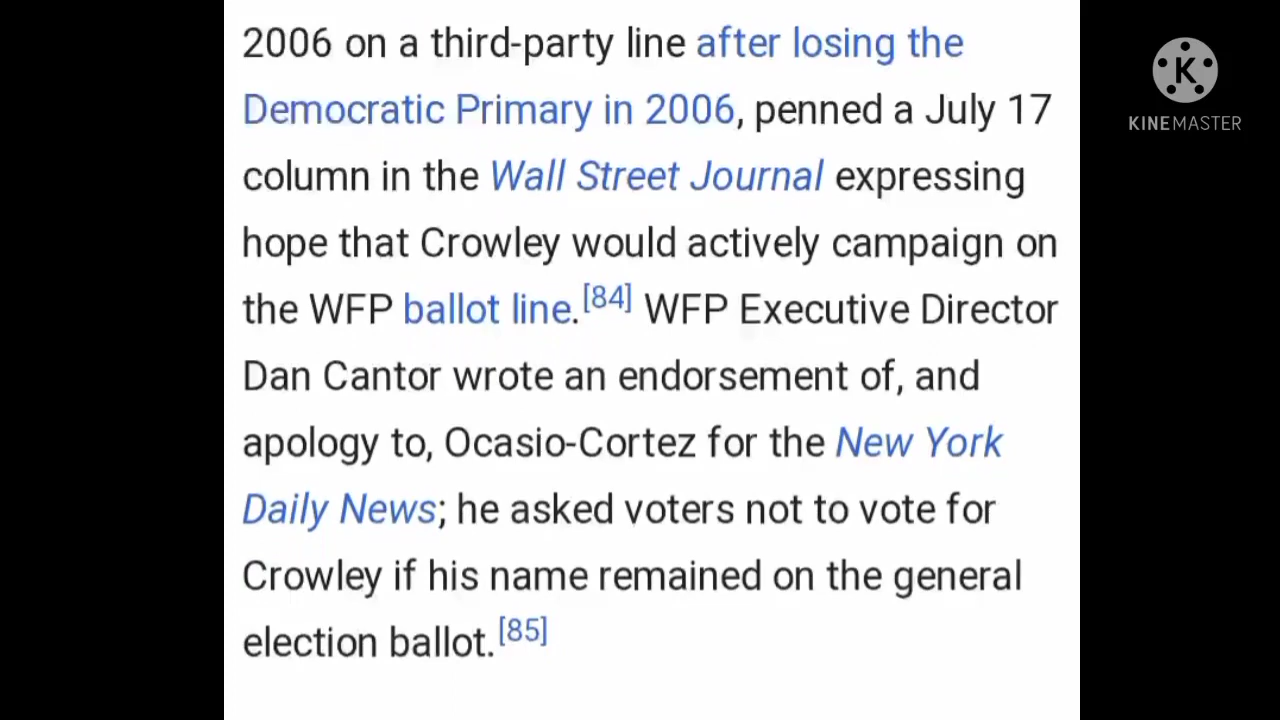 2006 on a third-party line after losing the
Democratic Primary in 2006, penned a July 17
column in the Wall Street Journal expressing
hope that Crowley would actively campaign on
the WFP ballot line.[84] WFP Executive Director
Dan Cantor wrote an endorsement of, and
apology to, Ocasio-Cortez for the New York
Daily News; he asked voters not to vote for
Crowley if his name remained on the general
election ballot.[85]
K
KINEMASTER